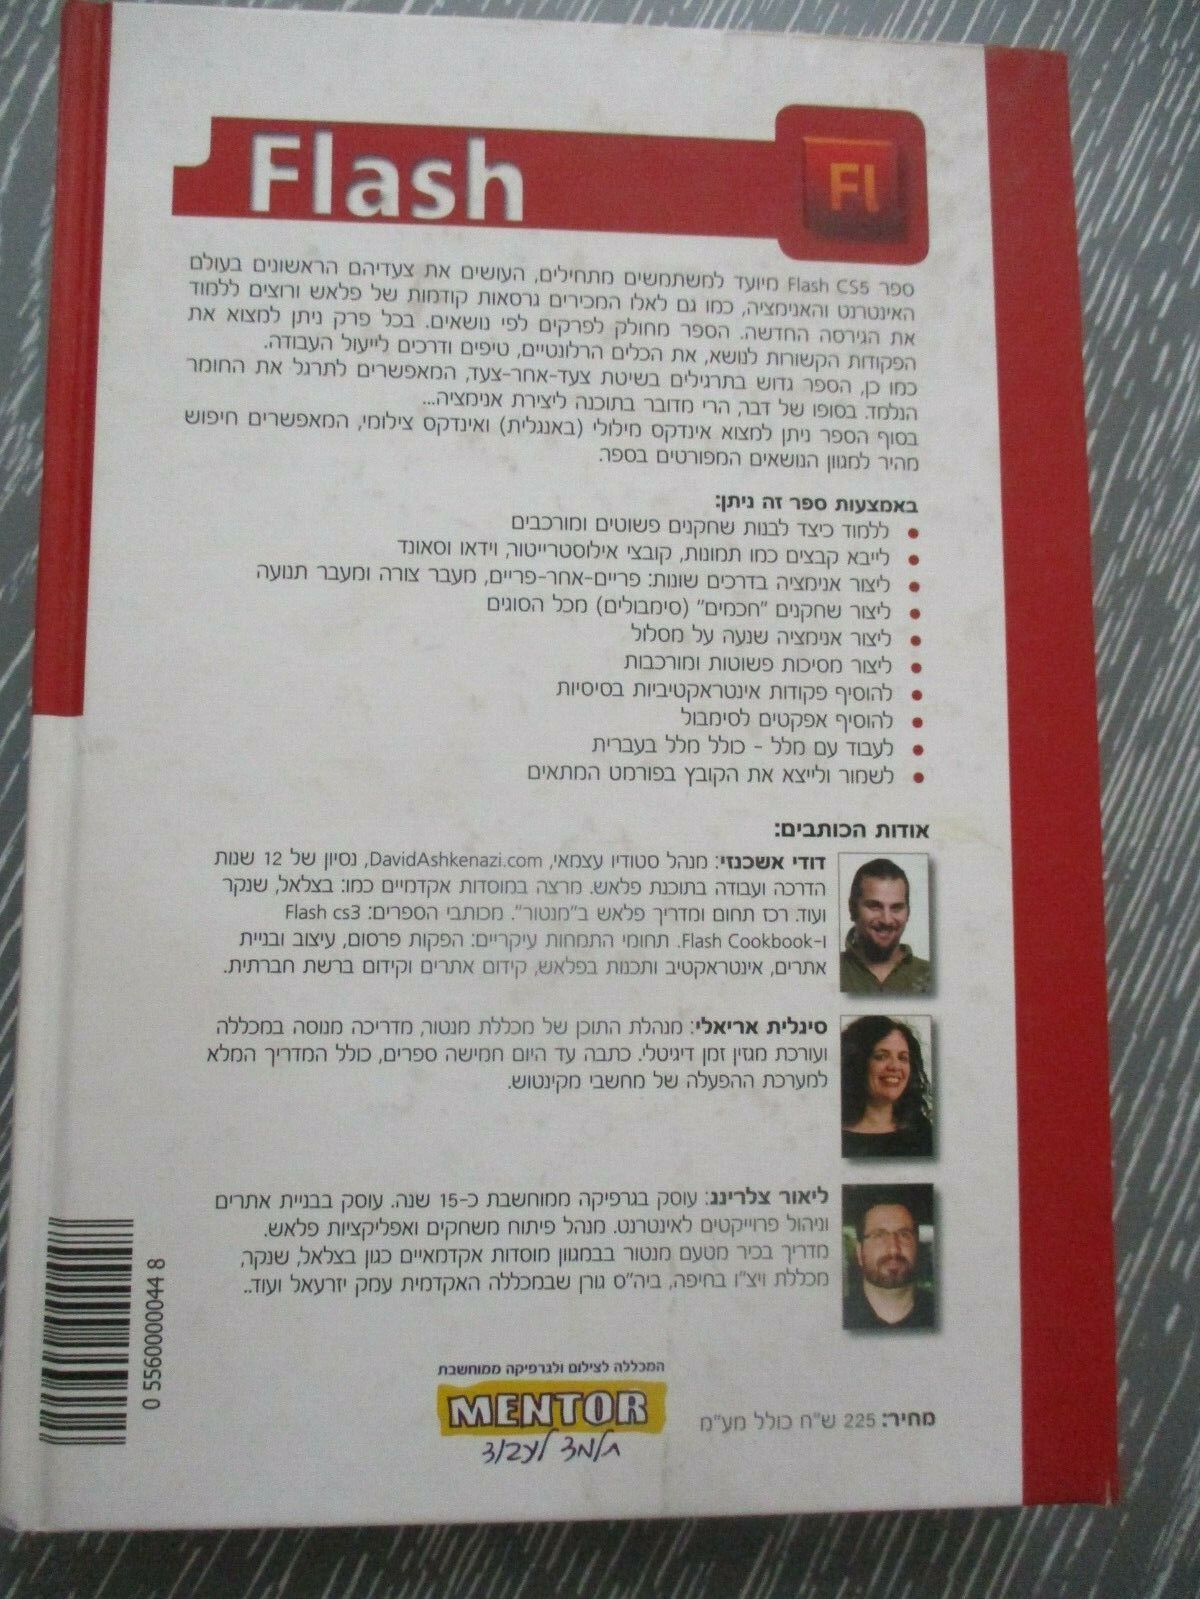 Flash
Fl
ספר Flash CS5 מיועד למשתמשים מתחילים, העושים את צעדיהם הראשונים בעולם
האינטרנט והאנימציה, כמו גם לאלו המכירים גרסאות קודמות של פלאש ורוצים ללמוד
את הגירסה החדשה. הספר מחולק לפרקים לפי נושאים. בכל פרק ניתן למצוא את
הפקודות הקשורות לנושא, את הכלים הרלונטיים, טיפים ודרכים לייעול העבודה.
כמו כן, הספר גדוש בתרגילים בשיטת צעד-אחר-צעד, המאפשרים לתרגל את החומר
הנלמד. בסופו של דבר, הרי מדובר בתוכנה ליצירת אנימציה...
בסוף הספר ניתן למצוא אינדקס מילולי (באנגלית) ואינדקס צילומי, המאפשרים חיפוש
מהיר למגוון הנושאים המפורטים בספר.
באמצעות ספר זה ניתן:
• ללמוד כיצד לבנות שחקנים פשוטים ומורכבים
• לייבא קבצים כמו תמונות, קובצי אילוסטרייטור, וידאו וסאונד
• ליצור אנימציה בדרכים שונות: פריים-אחר-פריים, מעבר צורה ומעבר תנועה
• ליצור שחקנים "חכמים" (סימבולים) מכל הסוגים
• ליצור אנימציה שנעה על מסלול
• ליצור מסיכות פשוטות ומורכבות
• להוסיף פקודות אינטראקטיביות בסיסיות
• להוסיף אפקטים לסימבול
• לעבוד עם מלל - כולל מלל בעברית
• לשמור ולייצא את הקובץ בפורמט המתאים
אודות הכותבים:
דודי אשכנזי: מנהל סטודיו עצמאי, DavidAshkenazi.com, נסיון של 12 שנות
הדרכה ועבודה בתוכנת פלאש. מרצה במוסדות אקדמיים כמו: בצלאל, שנקר
ועוד. רכז תחום ומדריך פלאש ב"מנטור". מכותבי הספרים: Flash cs3
ו-Flash Cookbook. תחומי התמחות עיקריים: הפקות פרסום, עיצוב ובניית
אתרים, אינטראקטיב ותכנות בפלאש, קידום אתרים וקידום ברשת חברתית.
סיגלית אריאלי: מנהלת התוכן של מכללת מנטור, מדריכה מנוסה במכללה
ועורכת מגזין זמן דיגיטלי. כתבה עד היום חמישה ספרים, כולל המדריך המלא
למערכת ההפעלה של מחשבי מקינטוש.
ליאור צלרינג: עוסק בגרפיקה ממוחשבת כ-15 שנה. עוסק בבניית אתרים
וניהול פרוייקטים לאינטרנט. מנהל פיתוח משחקים ואפליקציות פלאש.
מדריך בכיר מטעם מנטור בבמגוון מוסדות אקדמאיים כגון בצלאל, שנקר,
מכללת ויצ"ו בחיפה, ביה"ס גורן שבמכללה האקדמית עמק יזרעאל ועוד..
המכללה לצילום ולגרפיקה ממוחשבת
MENTOR
תלמד לעבוד
מחיר: 225 ש"ח כולל מע"מ
0 5560000044 8